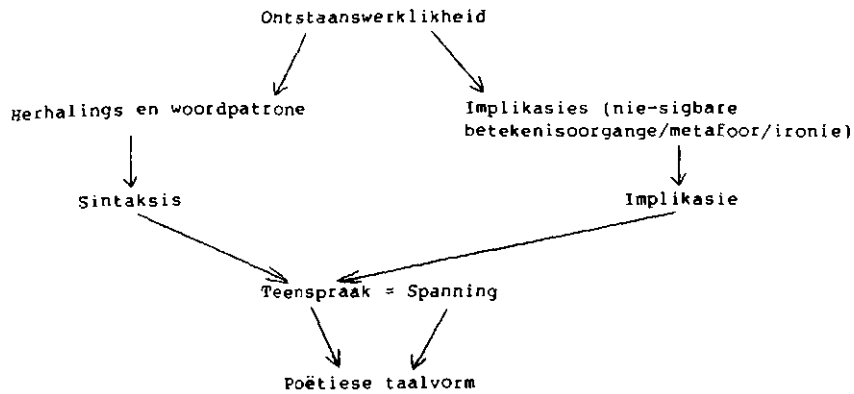 Ontstaanswerklikheid
Herhalings en woordpatrone
Implikasies (nie-sigbare
betekenisoorgange/metafoor/ironie)
Sintaksis
Implikasie
Teenspraak = Spanning
Poëtiese taalvorm